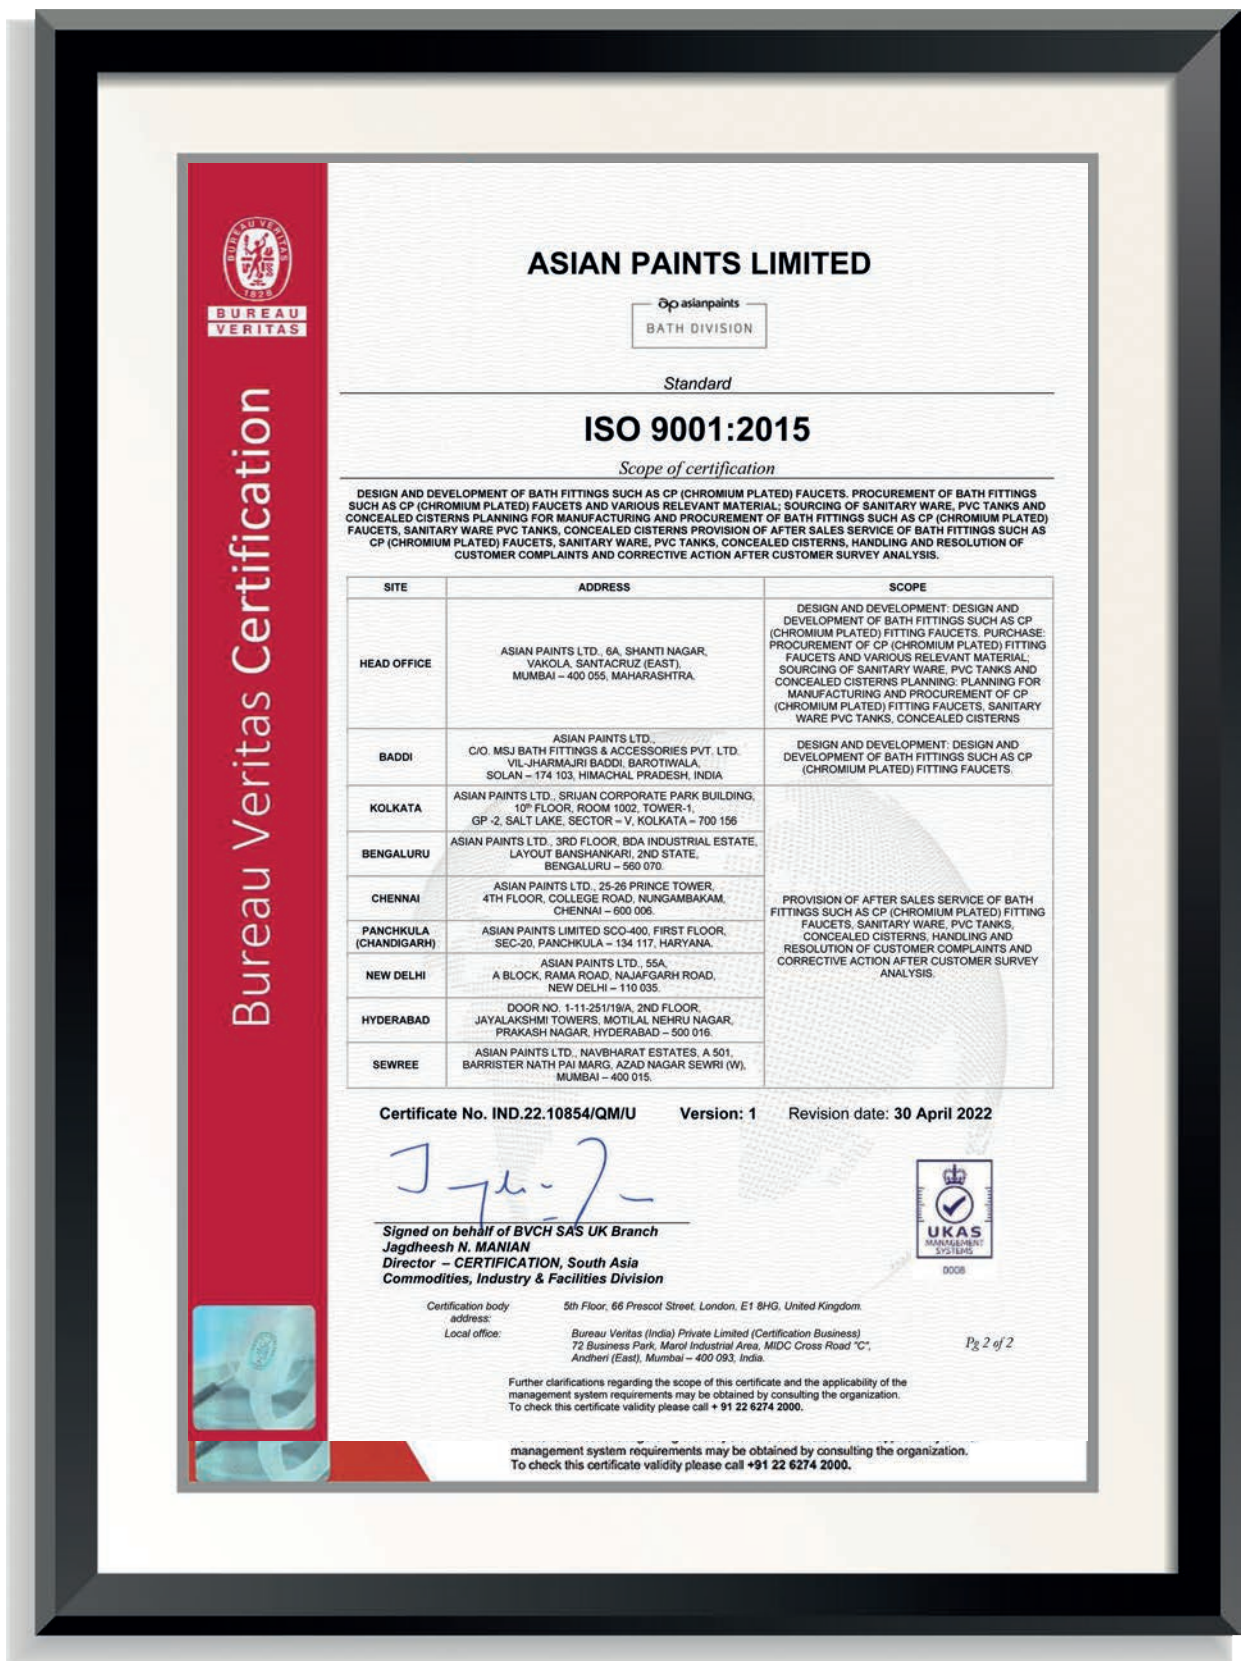 BUREAU VERITAS
1828
BUREAU
VERITAS
Bureau Veritas Certification
ASIAN PAINTS LIMITED
ap asianpaints
BATH DIVISION
Standard
ISO 9001:2015
Scope of certification
DESIGN AND DEVELOPMENT OF BATH FITTINGS SUCH AS CP (CHROMIUM PLATED) FAUCETS. PROCUREMENT OF BATH FITTINGS
SUCH AS CP (CHROMIUM PLATED) FAUCETS AND VARIOUS RELEVANT MATERIAL; SOURCING OF SANITARY WARE, PVC TANKS AND
CONCEALED CISTERNS PLANNING FOR MANUFACTURING AND PROCUREMENT OF BATH FITTINGS SUCH AS CP (CHROMIUM PLATED)
FAUCETS, SANITARY WARE PVC TANKS, CONCEALED CISTERNS PROVISION OF AFTER SALES SERVICE OF BATH FITTINGS SUCH AS
CP (CHROMIUM PLATED) FAUCETS, SANITARY WARE, PVC TANKS, CONCEALED CISTERNS, HANDLING AND RESOLUTION OF
CUSTOMER COMPLAINTS AND CORRECTIVE ACTION AFTER CUSTOMER SURVEY ANALYSIS.
SITE ADDRESS SCOPE
HEAD OFFICE
ASIAN PAINTS LTD., 6A, SHANTI NAGAR,
VAKOLA, SANTACRUZ (EAST),
MUMBAI – 400 055, MAHARASHTRA.
DESIGN AND DEVELOPMENT: DESIGN AND
DEVELOPMENT OF BATH FITTINGS SUCH AS CP
(CHROMIUM PLATED) FITTING FAUCETS. PURCHASE:
PROCUREMENT OF CP (CHROMIUM PLATED) FITTING
FAUCETS AND VARIOUS RELEVANT MATERIAL;
SOURCING OF SANITARY WARE, PVC TANKS AND
CONCEALED CISTERNS PLANNING: PLANNING FOR
MANUFACTURING AND PROCUREMENT OF CP
(CHROMIUM PLATED) FITTING FAUCETS, SANITARY
WARE PVC TANKS, CONCEALED CISTERNS
BADDI
ASIAN PAINTS LTD.,
C/O. MSJ BATH FITTINGS & ACCESSORIES PVT. LTD.
VIL-JHARMAJRI BADDI, BAROTIWALA,
SOLAN – 174 103, HIMACHAL PRADESH, INDIA
DESIGN AND DEVELOPMENT: DESIGN AND
DEVELOPMENT OF BATH FITTINGS SUCH AS CP
(CHROMIUM PLATED) FITTING FAUCETS.
KOLKATA
ASIAN PAINTS LTD., SRIJAN CORPORATE PARK BUILDING,
10th FLOOR, ROOM 1002, TOWER-1,
GP -2, SALT LAKE, SECTOR – V, KOLKATA – 700 156
BENGALURU
ASIAN PAINTS LTD., 3RD FLOOR, BDA INDUSTRIAL ESTATE,
LAYOUT BANSHANKARI, 2ND STATE,
BENGALURU – 560 070.
CHENNAI
ASIAN PAINTS LTD., 25-26 PRINCE TOWER,
4TH FLOOR, COLLEGE ROAD, NUNGAMBAKAM,
CHENNAI – 600 006.
PANCHKULA
(CHANDIGARH)
ASIAN PAINTS LIMITED SCO-400, FIRST FLOOR,
SEC-20, PANCHKULA – 134 117, HARYANA.
NEW DELHI
ASIAN PAINTS LTD., 55A,
A BLOCK, RAMA ROAD, NAJAFGARH ROAD,
NEW DELHI – 110 035.
HYDERABAD
DOOR NO. 1-11-251/19/A, 2ND FLOOR,
JAYALAKSHMI TOWERS, MOTILAL NEHRU NAGAR,
PRAKASH NAGAR, HYDERABAD – 500 016.
SEWREE
ASIAN PAINTS LTD., NAVBHARAT ESTATES, A 501,
BARRISTER NATH PAI MARG, AZAD NAGAR SEWRI (W),
MUMBAI – 400 015.
PROVISION OF AFTER SALES SERVICE OF BATH
FITTINGS SUCH AS CP (CHROMIUM PLATED) FITTING
FAUCETS, SANITARY WARE, PVC TANKS,
CONCEALED CISTERNS, HANDLING AND
RESOLUTION OF CUSTOMER COMPLAINTS AND
CORRECTIVE ACTION AFTER CUSTOMER SURVEY
ANALYSIS.
Certificate No. IND.22.10854/QM/U Version: 1 Revision date: 30 April 2022
Signed on behalf of BVCH SAS UK Branch
Jagdheesh N. MANIAN
Director – CERTIFICATION, South Asia
Commodities, Industry & Facilities Division
UKAS
MANAGEMENT
SYSTEMS
0008
Certification body
address:
5th Floor, 66 Prescot Street, London, E1 8HG, United Kingdom.
Local office:
Bureau Veritas (India) Private Limited (Certification Business)
72 Business Park, Marol Industrial Area, MIDC Cross Road "C",
Andheri (East), Mumbai – 400 093, India.
Pg 2 of 2
Further clarifications regarding the scope of this certificate and the applicability of the
management system requirements may be obtained by consulting the organization.
To check this certificate validity please call + 91 22 6274 2000.
management system requirements may be obtained by consulting the organization.
To check this certificate validity please call +91 22 6274 2000.